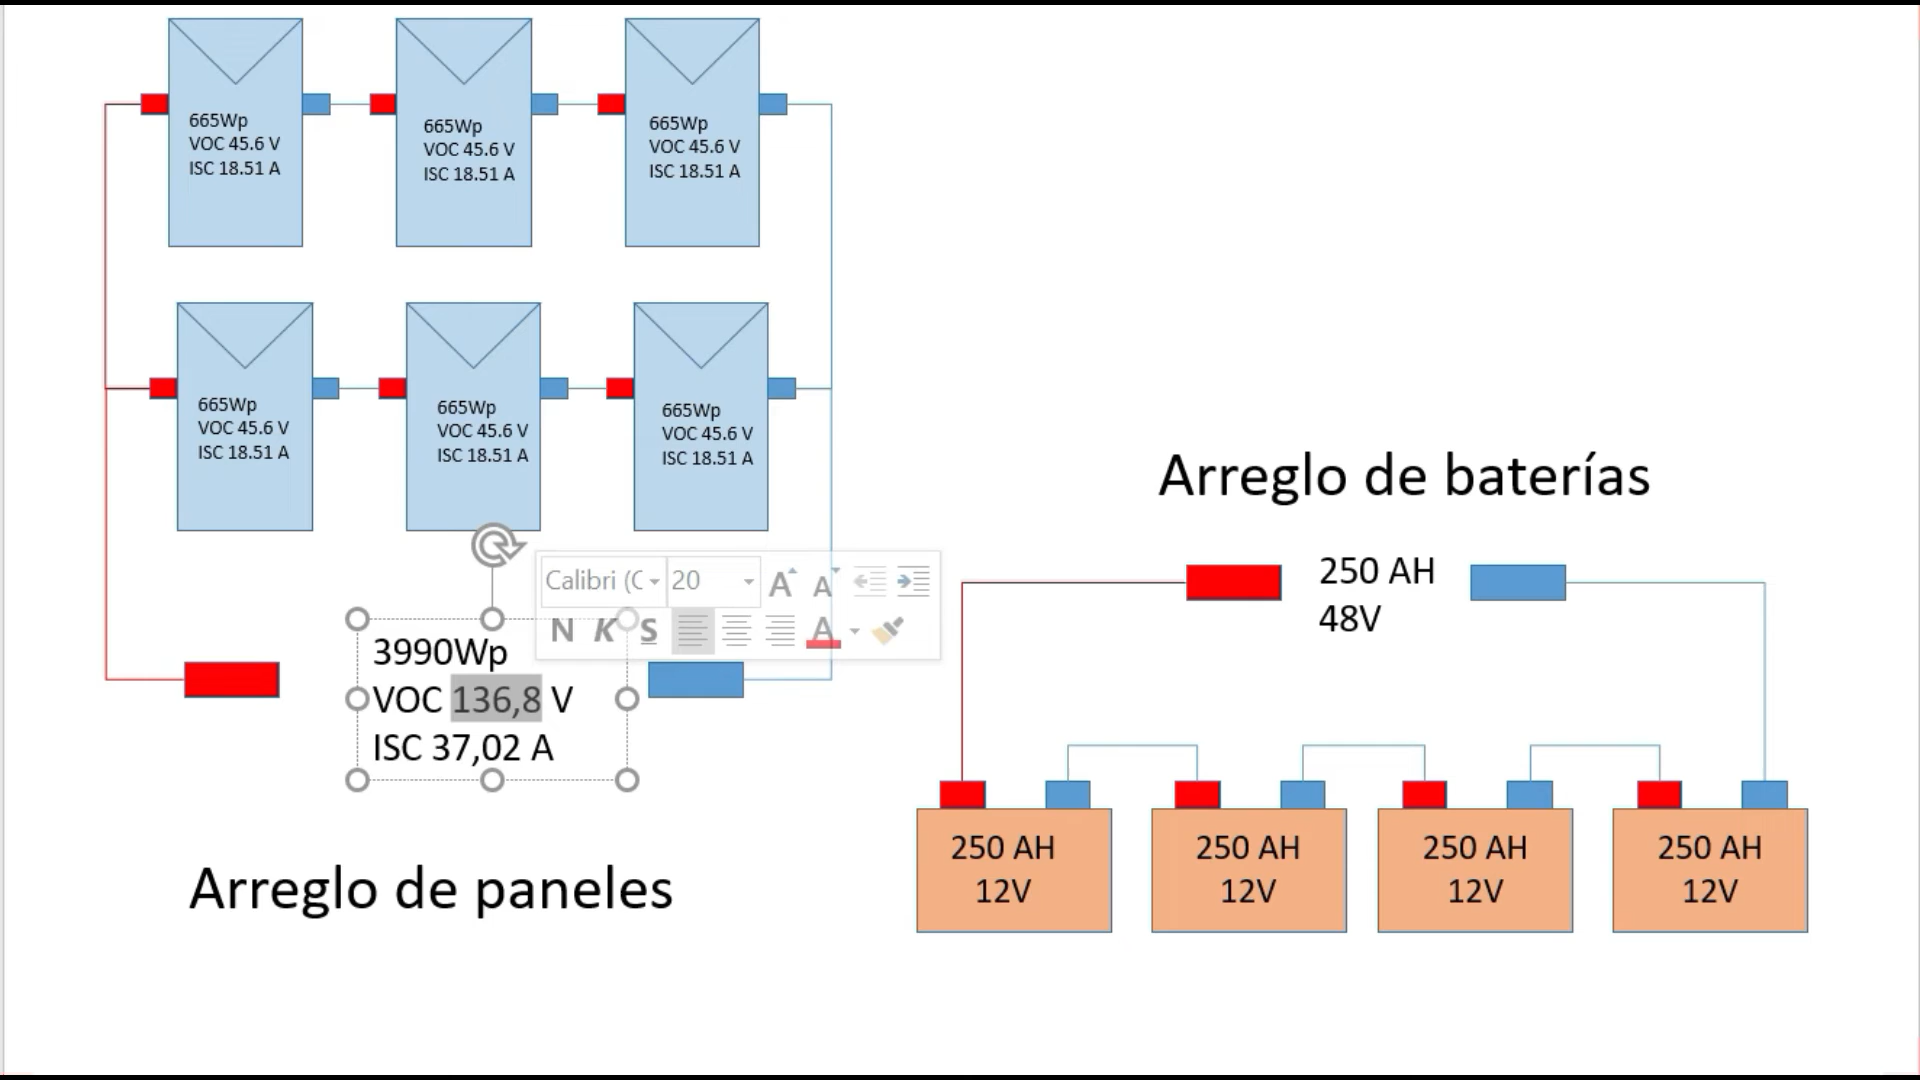 665Wp
VOC 45.6 V
ISC 18.51 A
665Wp
VOC 45.6 V
ISC 18.51 A
665Wp
VOC 45.6 V
ISC 18.51 A
665Wp
VOC 45.6 V
ISC 18.51 A
665Wp
VOC 45.6 V
ISC 18.51 A
665Wp
VOC 45.6 V
ISC 18.51 A
Calibri (C
20
A A
N K S A
3990Wp
VOC 136,8 V
ISC 37,02 A
Arreglo de paneles
Arreglo de baterías
250 AH
48V
250 AH
12V
250 AH
12V
250 AH
12V
250 AH
12V